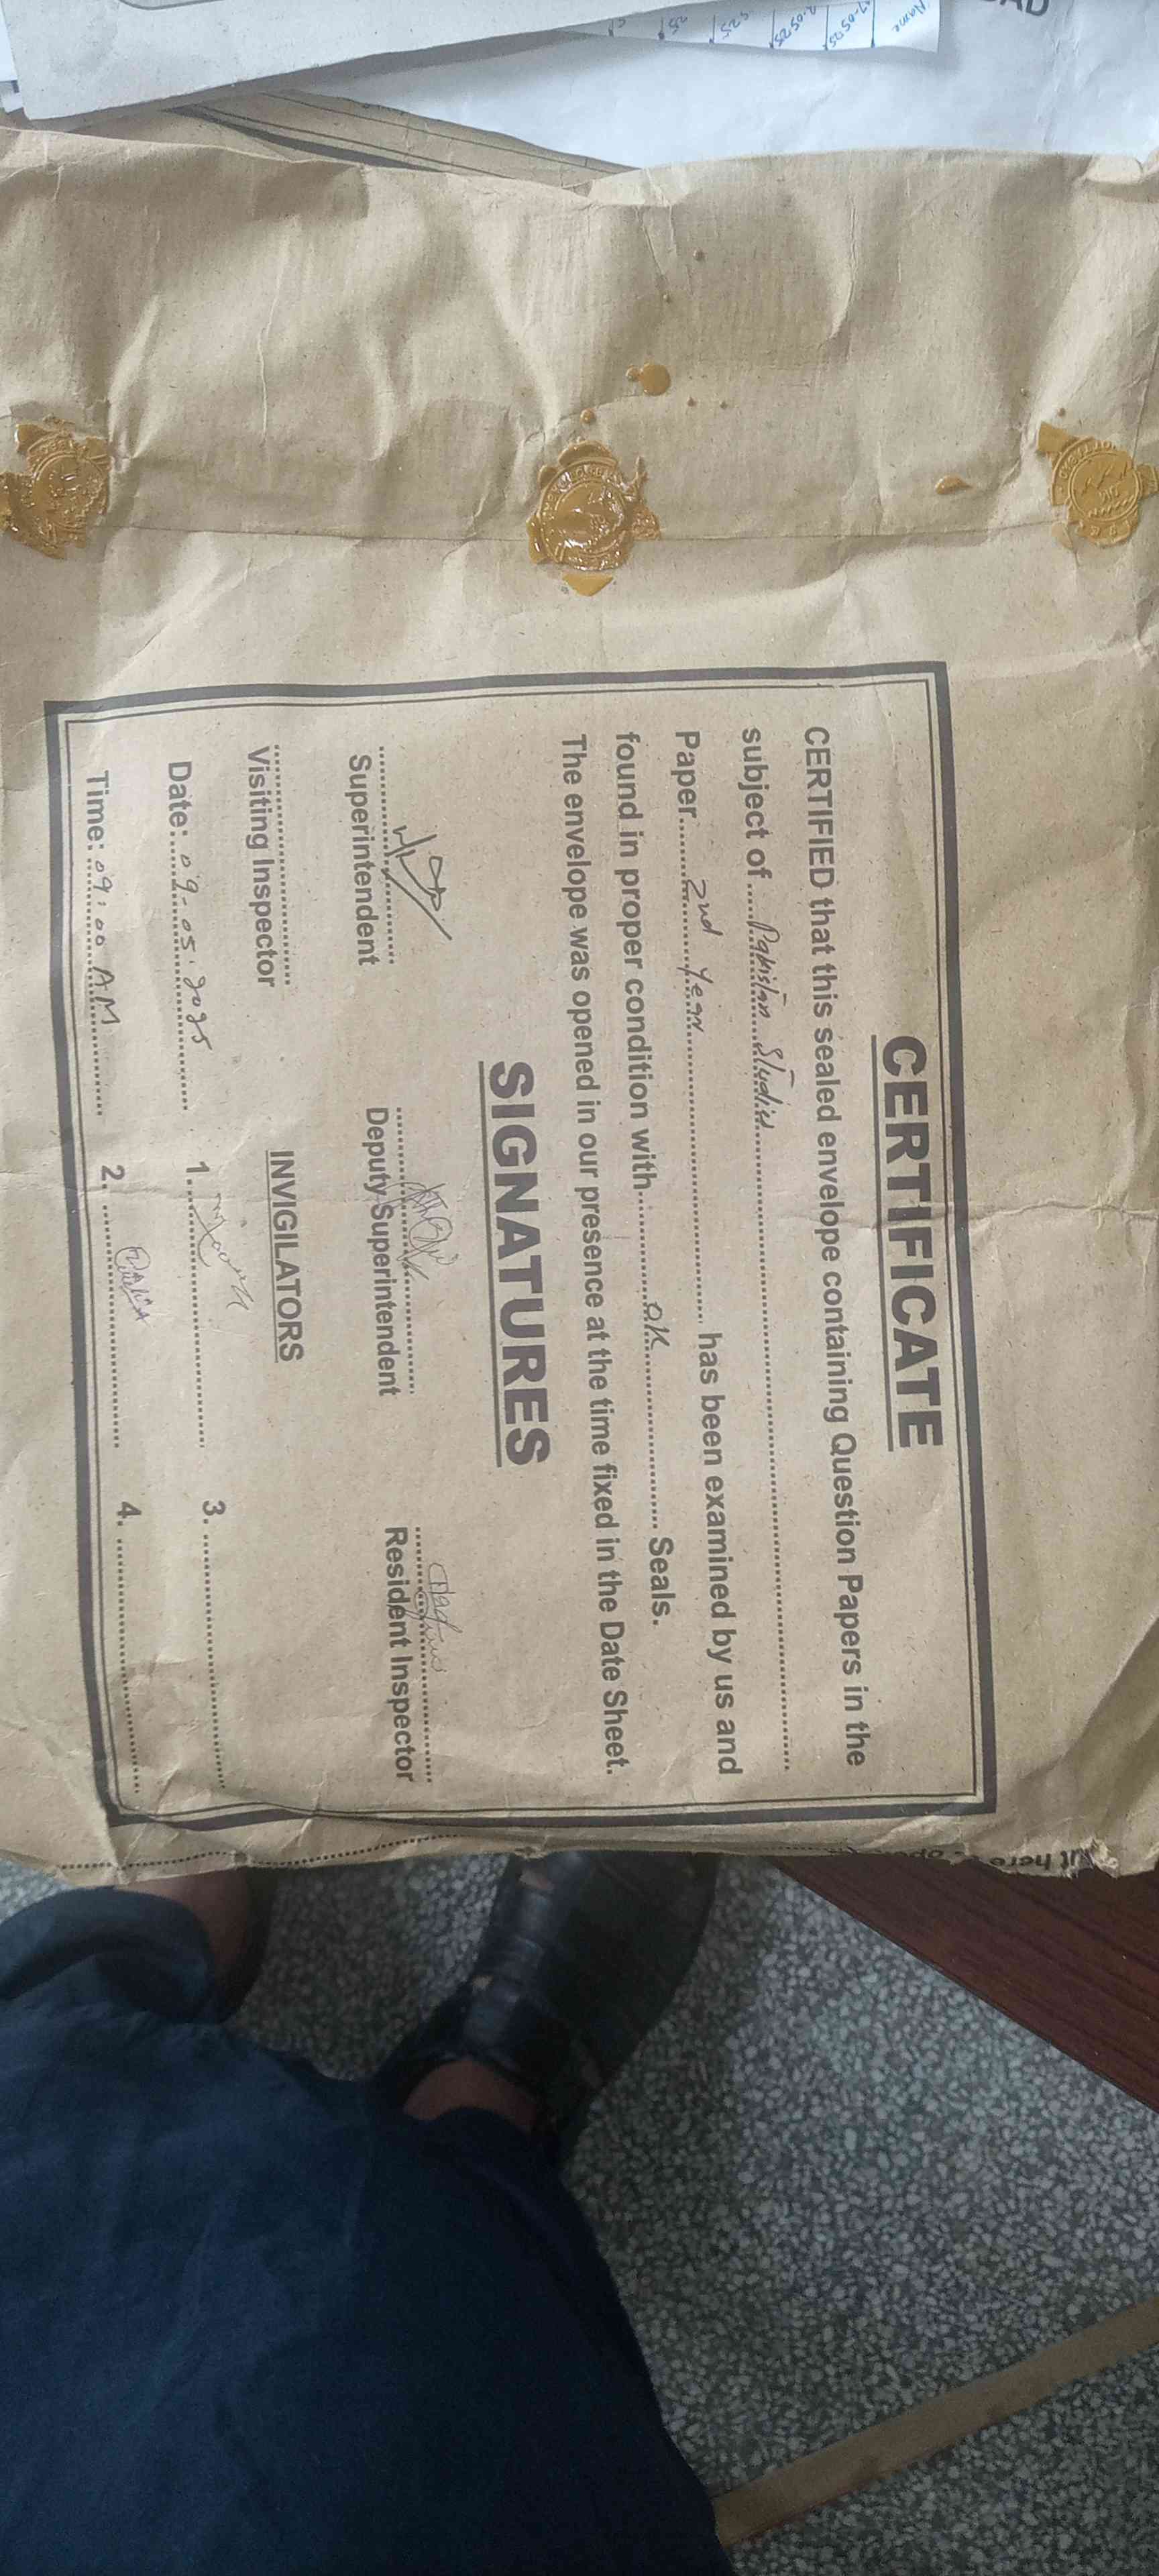 Name
CERTIFICATE
CERTIFIED that this sealed envelope containing Question Papers in the
subject of Pakistan Studies
Paper 2nd Year has been examined by us and
found in proper condition with OK Seals.
The envelope was opened in our presence at the time fixed in the Date Sheet.
SIGNATURES
Superintendent Deputy Superintendent Resident Inspector
Visiting Inspector INVIGILATORS
Date: 09-05-2025 1. 3.
Time: 09:00 AM 2. 4.